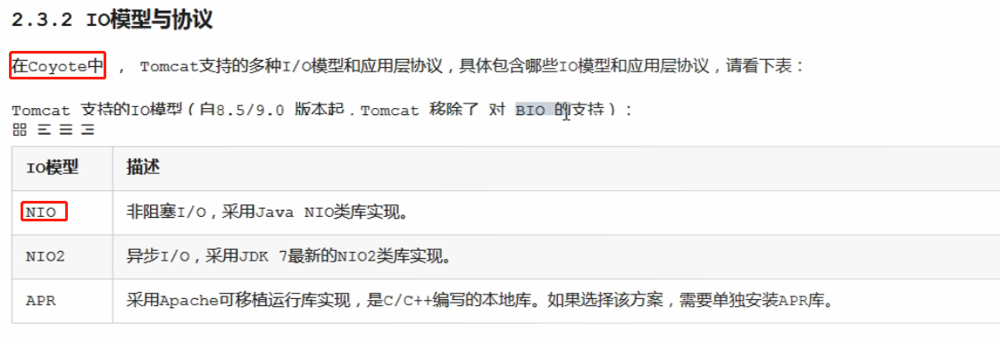 2.3.2 IO模型与协议
在Coyote中 , Tomcat支持的多种I/O模型和应用层协议，具体包含哪些IO模型和应用层协议，请看下表：
Tomcat 支持的IO模型（自8.5/9.0 版本起，Tomcat 移除了 对 BIO 的支持）：
IO模型 描述
NIO 非阻塞I/O，采用Java NIO类库实现。
NIO2 异步I/O，采用JDK 7最新的NIO2类库实现。
APR 采用Apache可移植运行库实现，是C/C++编写的本地库。如果选择该方案，需要单独安装APR库。